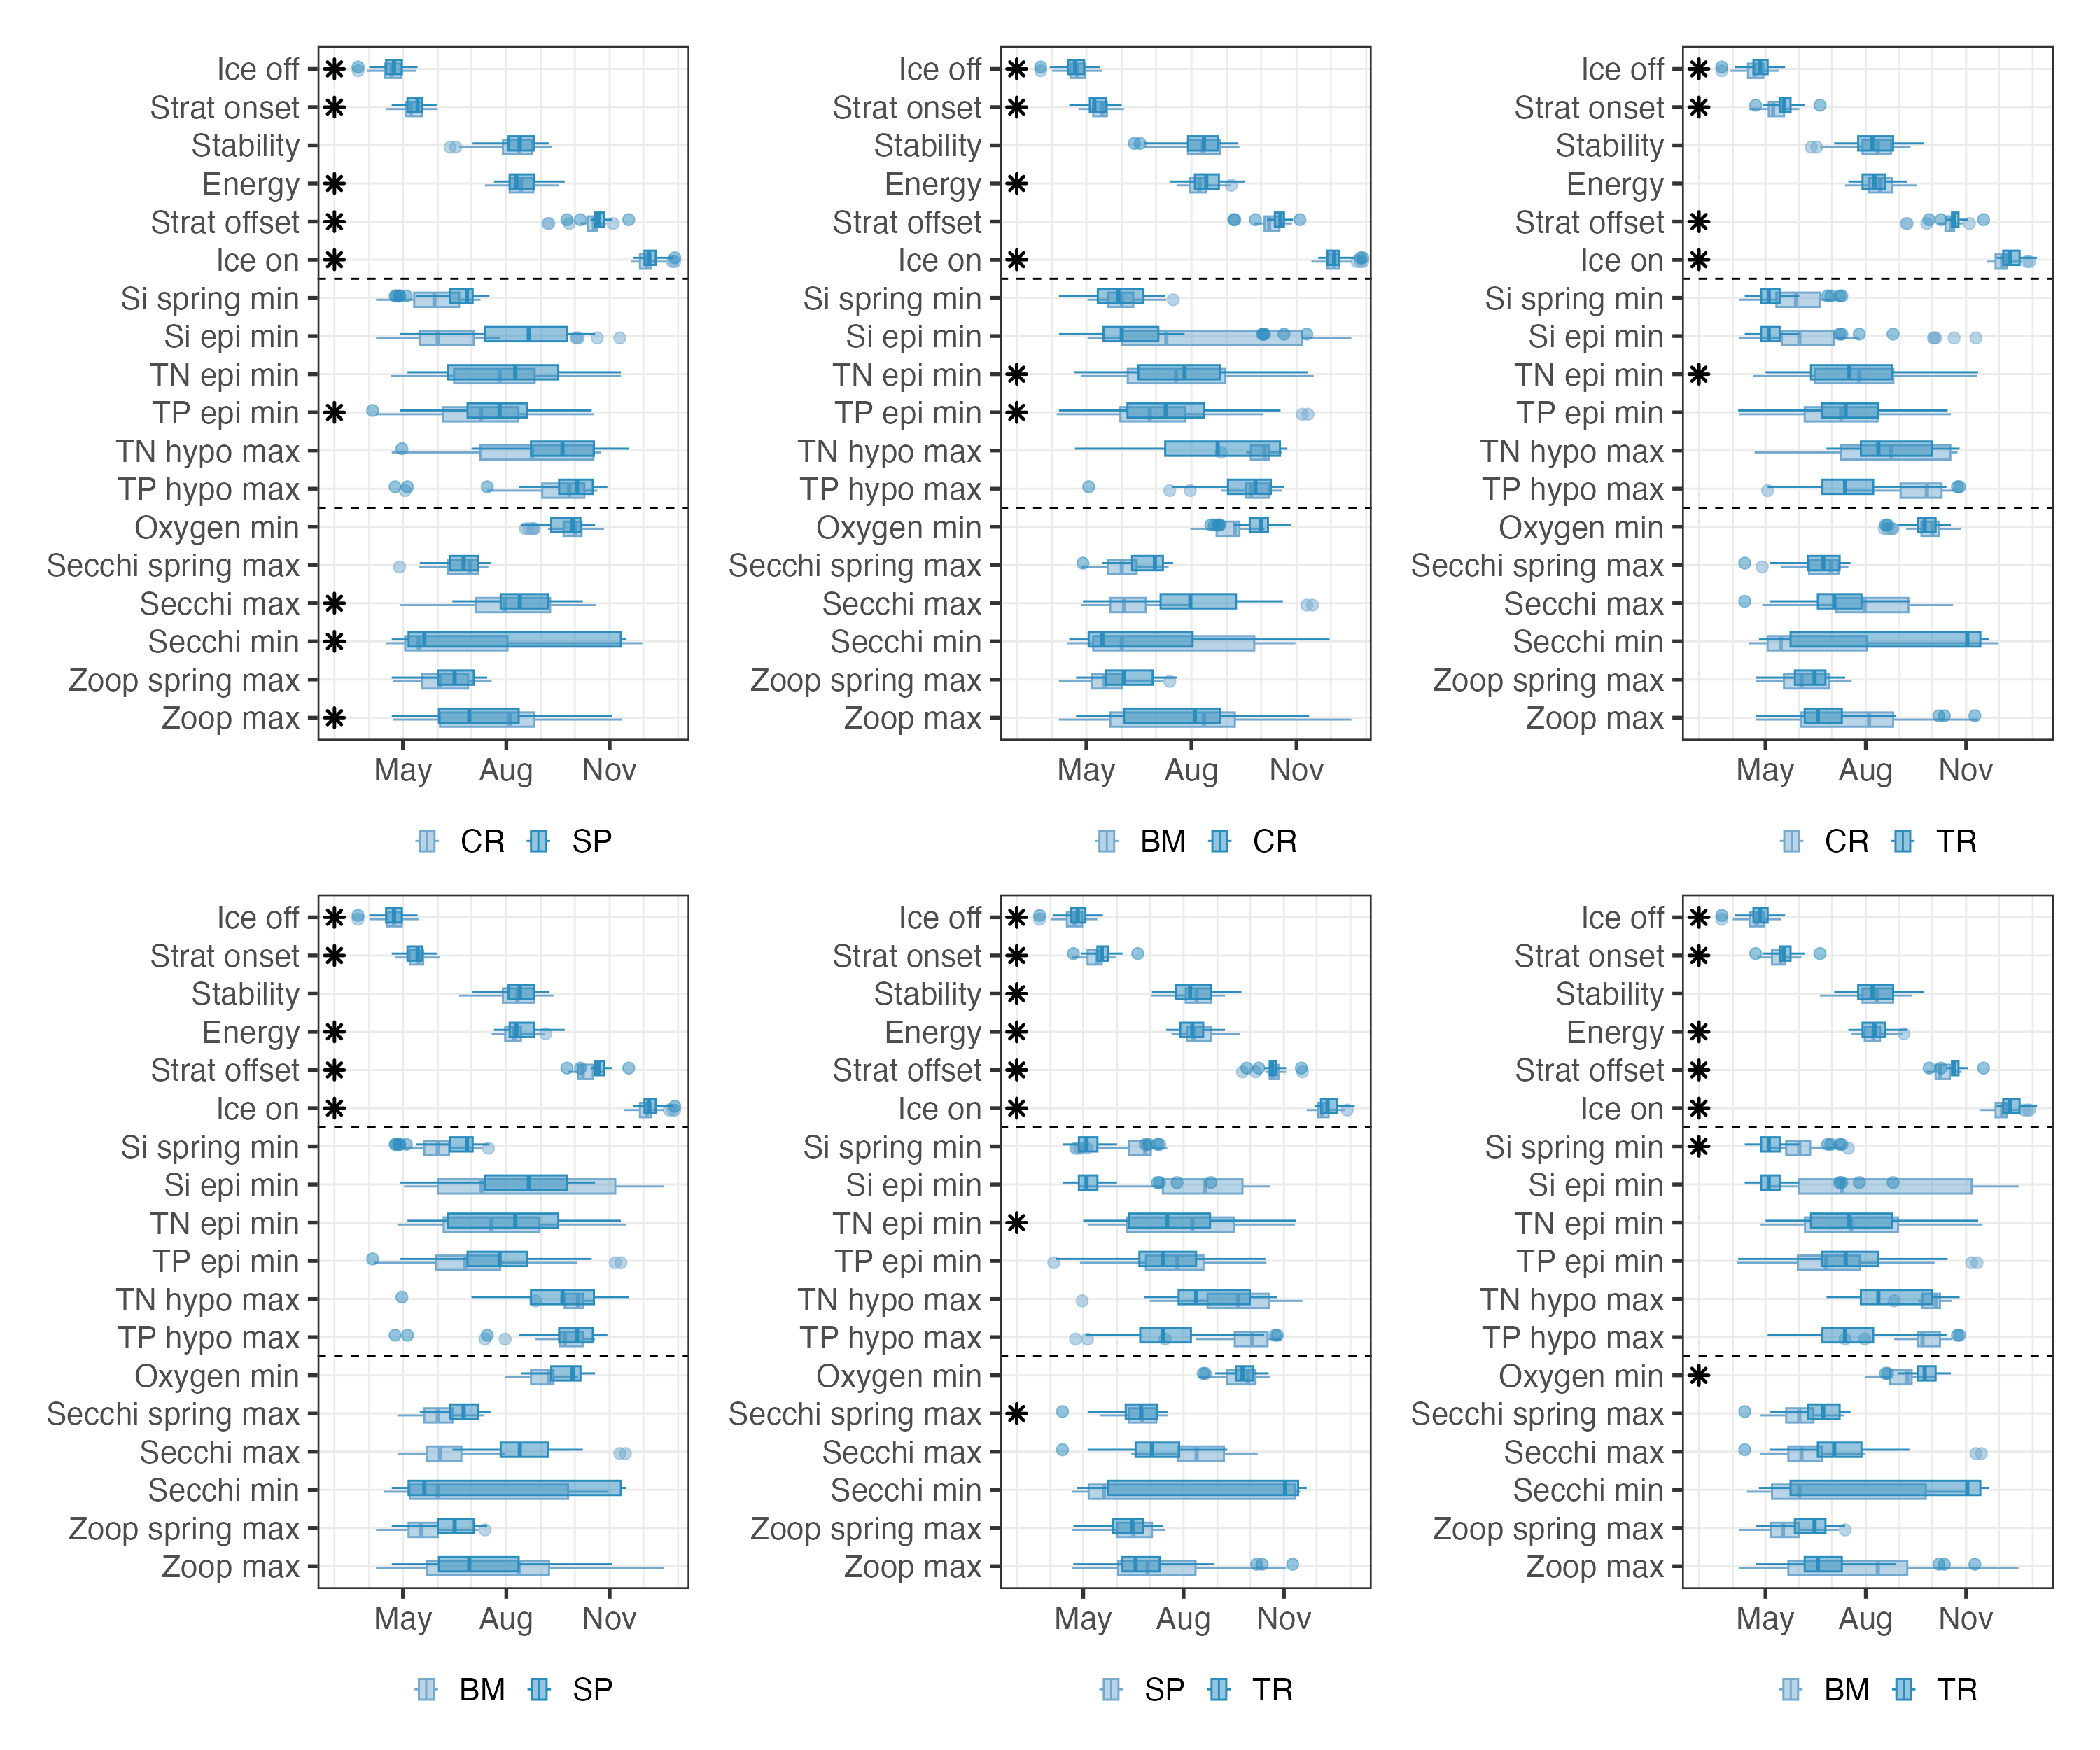 Ice off
Strat onset
Stability
Energy
Strat offset
Ice on
Si spring min
Si epi min
TN epi min
TP epi min
TN hypo max
TP hypo max
Oxygen min
Secchi spring max
Secchi max
Secchi min
Zoop spring max
Zoop max
May Aug Nov
CR SP
Ice off
Strat onset
Stability
Energy
Strat offset
Ice on
Si spring min
Si epi min
TN epi min
TP epi min
TN hypo max
TP hypo max
Oxygen min
Secchi spring max
Secchi max
Secchi min
Zoop spring max
Zoop max
May Aug Nov
BM CR
Ice off
Strat onset
Stability
Energy
Strat offset
Ice on
Si spring min
Si epi min
TN epi min
TP epi min
TN hypo max
TP hypo max
Oxygen min
Secchi spring max
Secchi max
Secchi min
Zoop spring max
Zoop max
May Aug Nov
CR TR
Ice off
Strat onset
Stability
Energy
Strat offset
Ice on
Si spring min
Si epi min
TN epi min
TP epi min
TN hypo max
TP hypo max
Oxygen min
Secchi spring max
Secchi max
Secchi min
Zoop spring max
Zoop max
May Aug Nov
BM SP
Ice off
Strat onset
Stability
Energy
Strat offset
Ice on
Si spring min
Si epi min
TN epi min
TP epi min
TN hypo max
TP hypo max
Oxygen min
Secchi spring max
Secchi max
Secchi min
Zoop spring max
Zoop max
May Aug Nov
SP TR
Ice off
Strat onset
Stability
Energy
Strat offset
Ice on
Si spring min
Si epi min
TN epi min
TP epi min
TN hypo max
TP hypo max
Oxygen min
Secchi spring max
Secchi max
Secchi min
Zoop spring max
Zoop max
May Aug Nov
BM TR